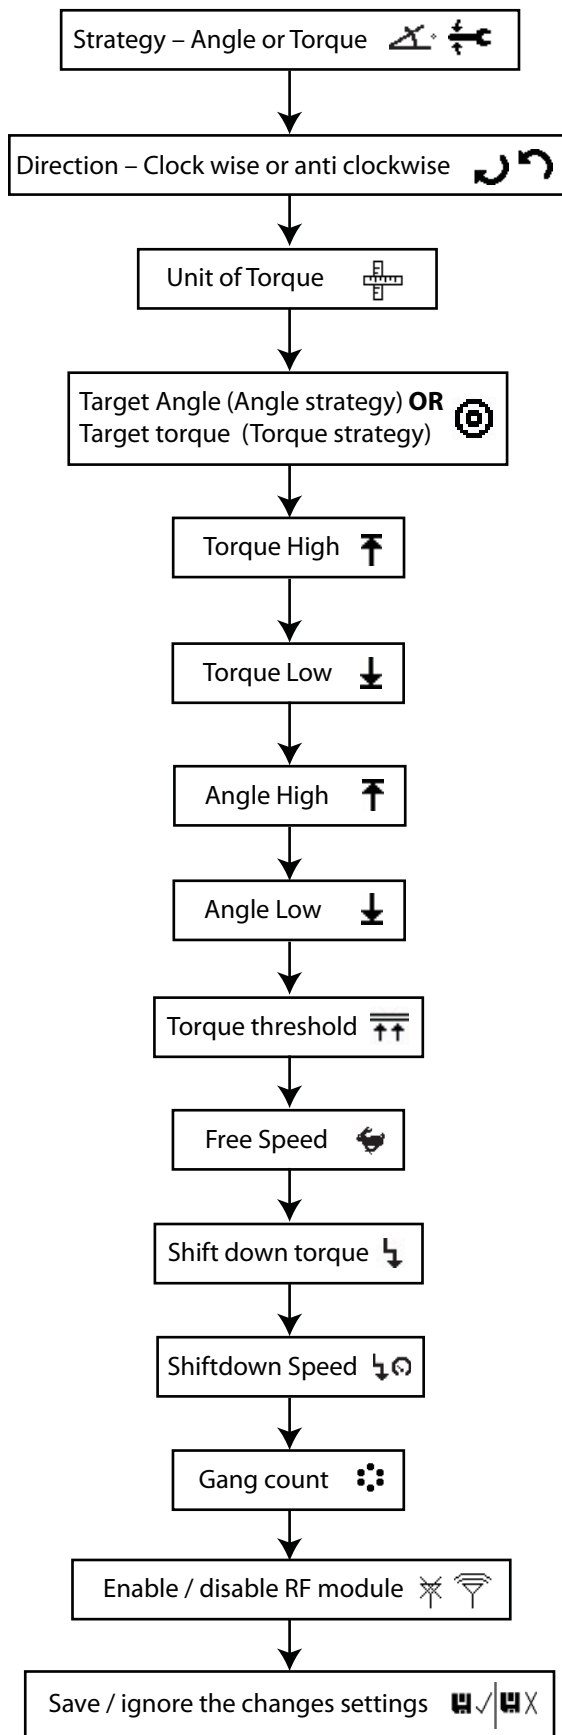 Strategy – Angle or Torque
Direction – Clock wise or anti clockwise
Unit of Torque
Target Angle (Angle strategy) OR
Target torque (Torque strategy)
Torque High
Torque Low
Angle High
Angle Low
Torque threshold
Free Speed
Shift down torque
Shiftdown Speed
Gang count
Enable / disable RF module
Save / ignore the changes settings